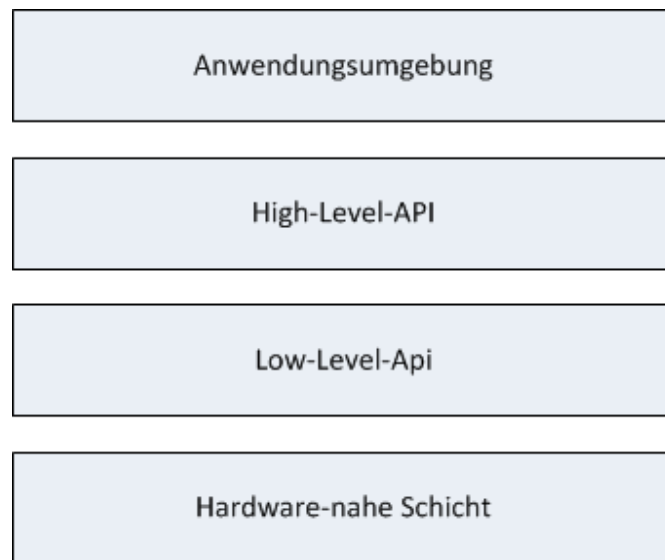 Anwendungsumgebung
High-Level-API
Low-Level-Api
Hardware-nahe Schicht